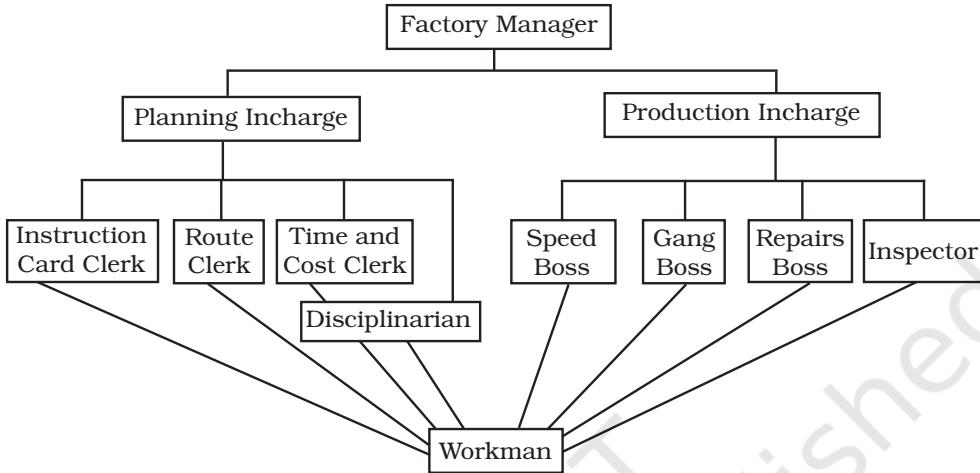 Factory Manager
Planning Incharge
Production Incharge
Instruction
Card Clerk
Route
Clerk
Time and
Cost Clerk
Disciplinarian
Speed
Boss
Gang
Boss
Repairs
Boss
Inspector
Workman